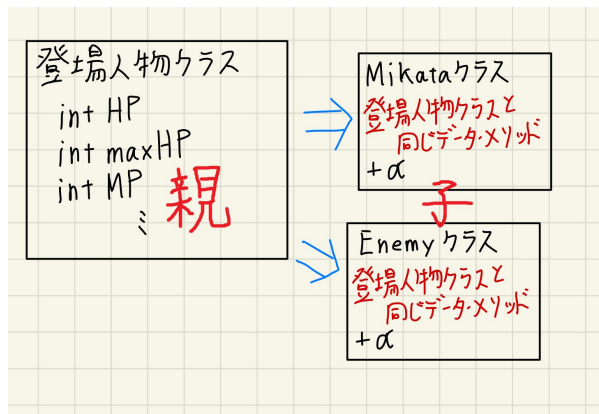 登場人物クラス
int HP
int maxHP
int MP
親
Mikataクラス
登場人物クラスと
同じデータ・メソッド
+α
子
Enemyクラス
登場人物クラスと
同じデータ・メソッド
+α